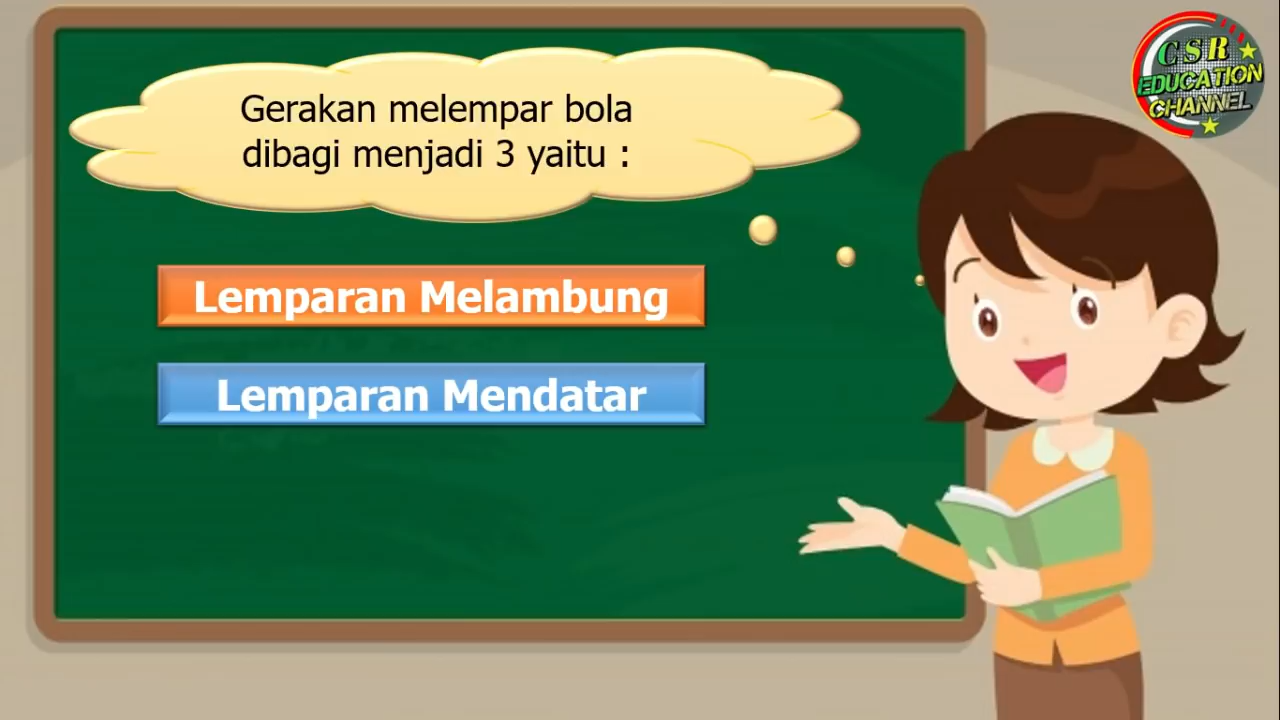 Gerakan melempar bola
dibagi menjadi 3 yaitu :
Lemparan Melambung
Lemparan Mendatar
CSR
EDUCATION
CHANNEL